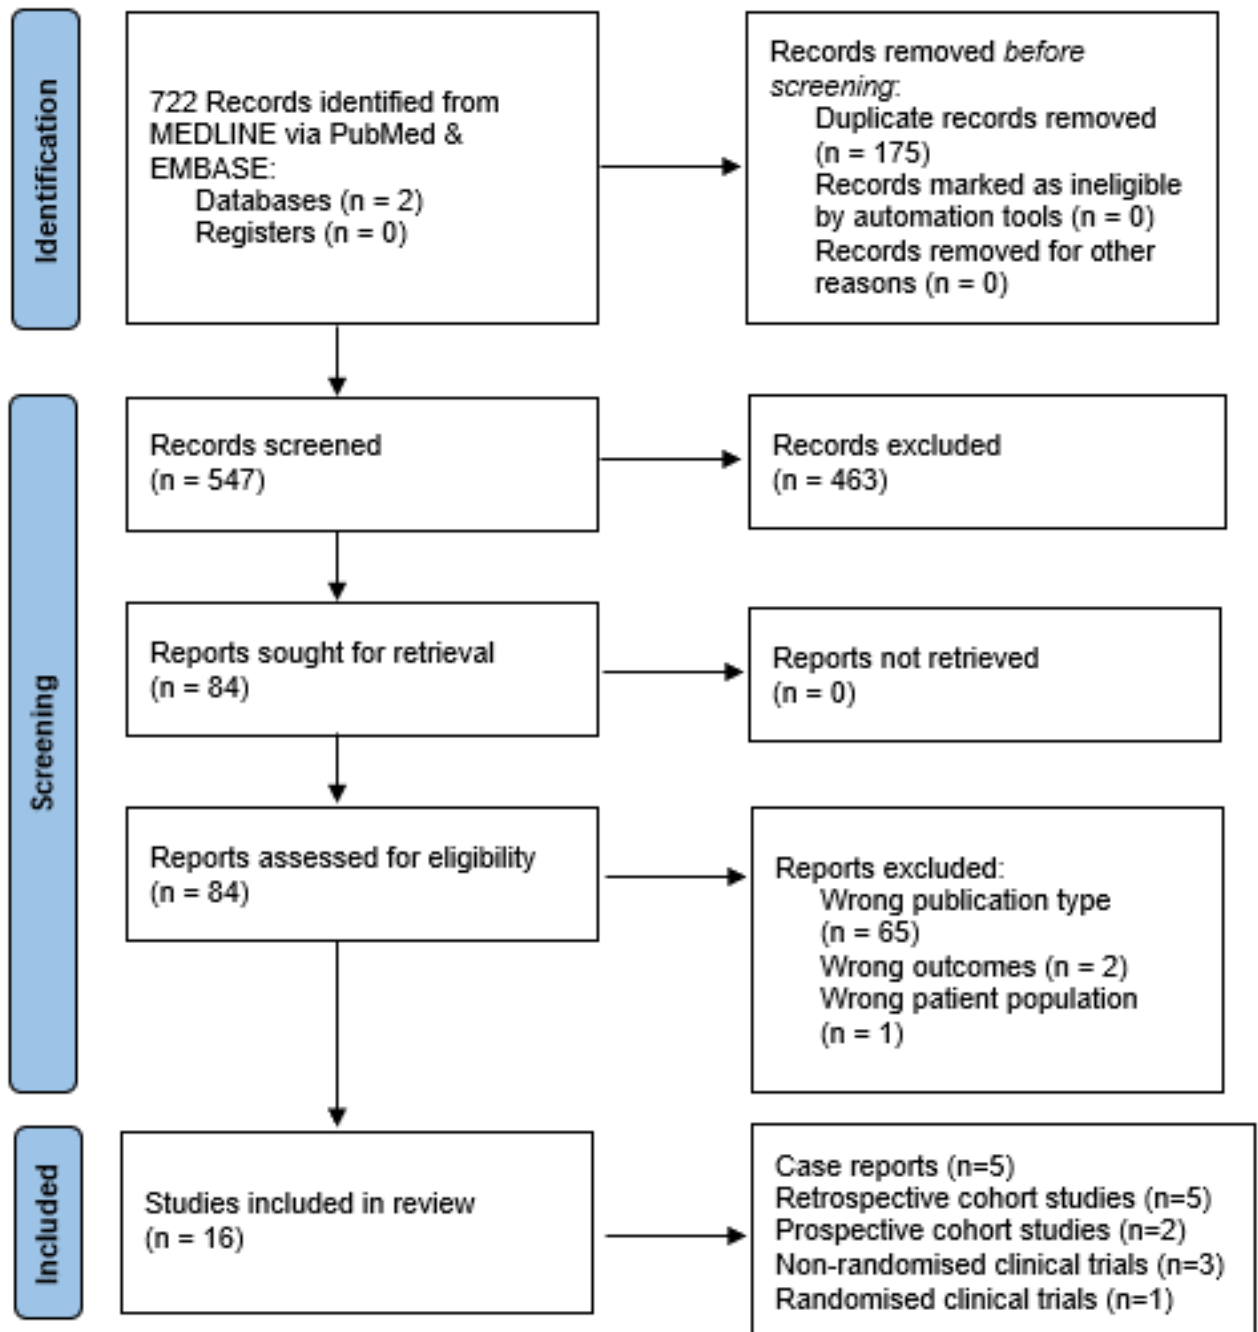 Identification
722 Records identified from
MEDLINE via PubMed &
EMBASE:
Databases (n = 2)
Registers (n = 0)
Records removed before
screening:
Duplicate records removed
(n = 175)
Records marked as ineligible
by automation tools (n = 0)
Records removed for other
reasons (n = 0)
Screening
Records screened
(n = 547)
Records excluded
(n = 463)
Reports sought for retrieval
(n = 84)
Reports not retrieved
(n = 0)
Reports assessed for eligibility
(n = 84)
Reports excluded:
Wrong publication type
(n = 65)
Wrong outcomes (n = 2)
Wrong patient population
(n = 1)
Included
Studies included in review
(n = 16)
Case reports (n=5)
Retrospective cohort studies (n=5)
Prospective cohort studies (n=2)
Non-randomised clinical trials (n=3)
Randomised clinical trials (n=1)